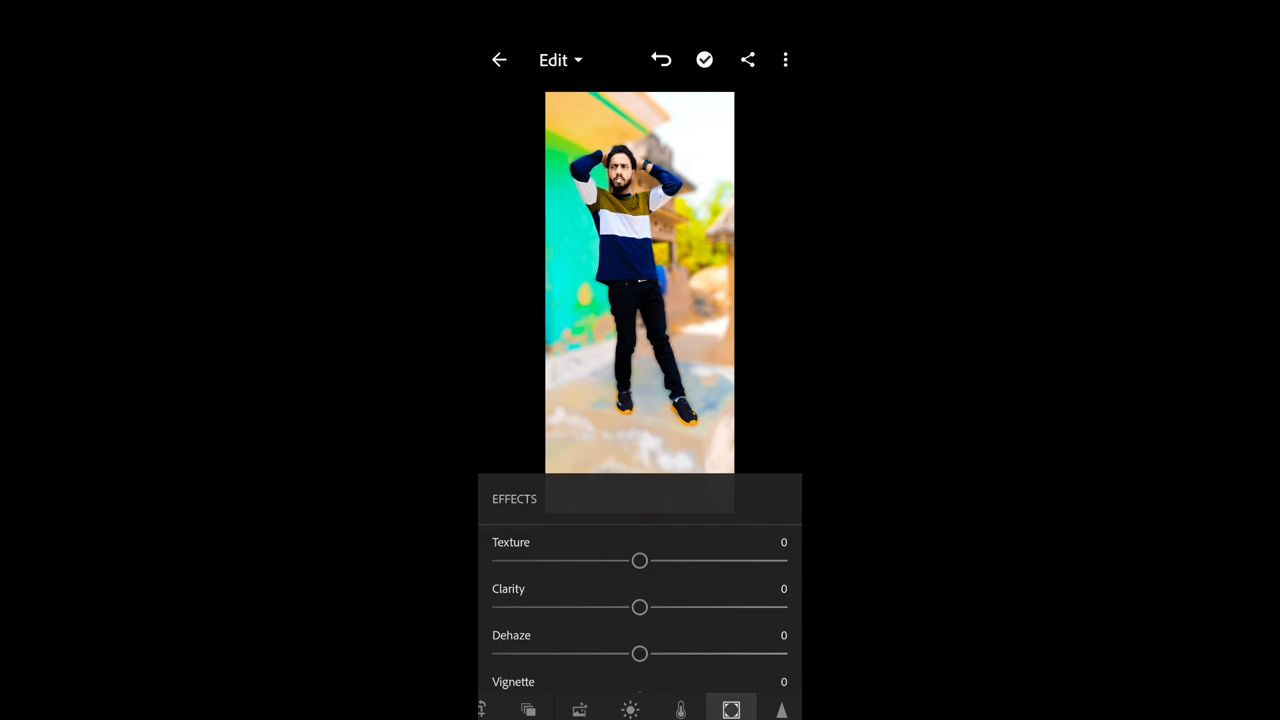 Edit
EFFECTS
Texture 0
Clarity 0
Dehaze 0
Vignette 0